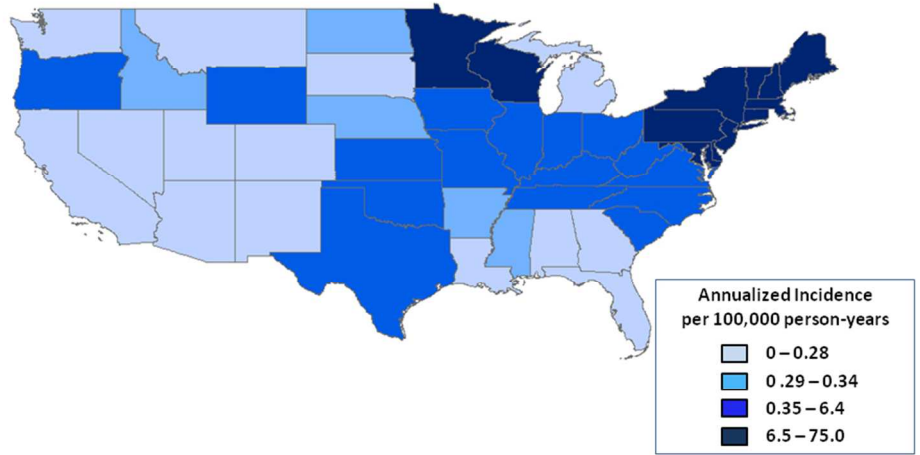 Annualized Incidence
per 100,000 person-years
0 – 0.28
0 .29 – 0.34
0.35 – 6.4
6.5 – 75.0